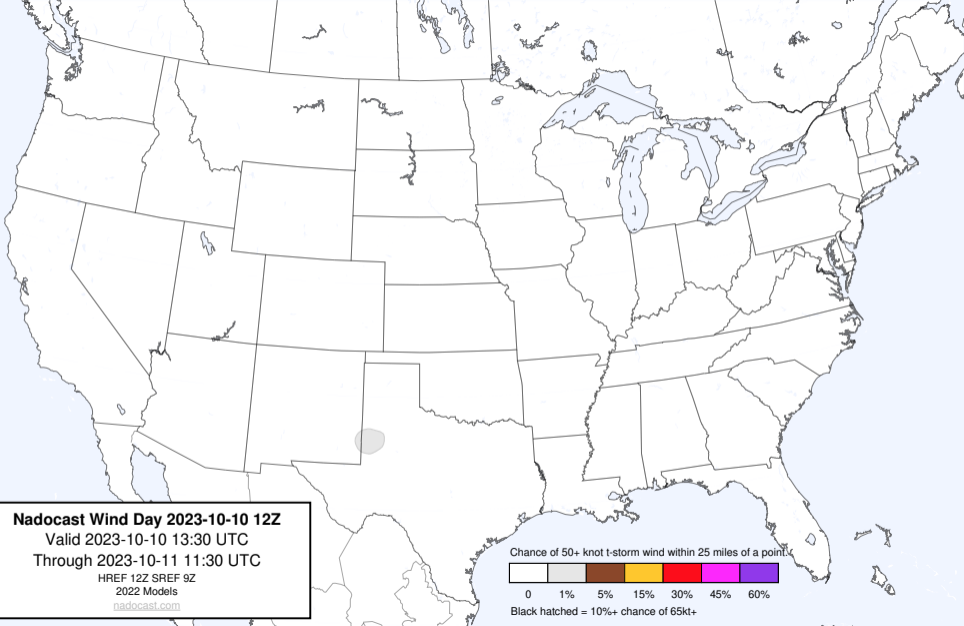 Nadocast Wind Day 2023-10-10 12Z
Valid 2023-10-10 13:30 UTC
Through 2023-10-11 11:30 UTC
HREF 12Z SREF 9Z
2022 Models
nadocast.com
Chance of 50+ knot t-storm wind within 25 miles of a point.
0 1% 5% 15% 30% 45% 60%
Black hatched = 10%+ chance of 65kt+